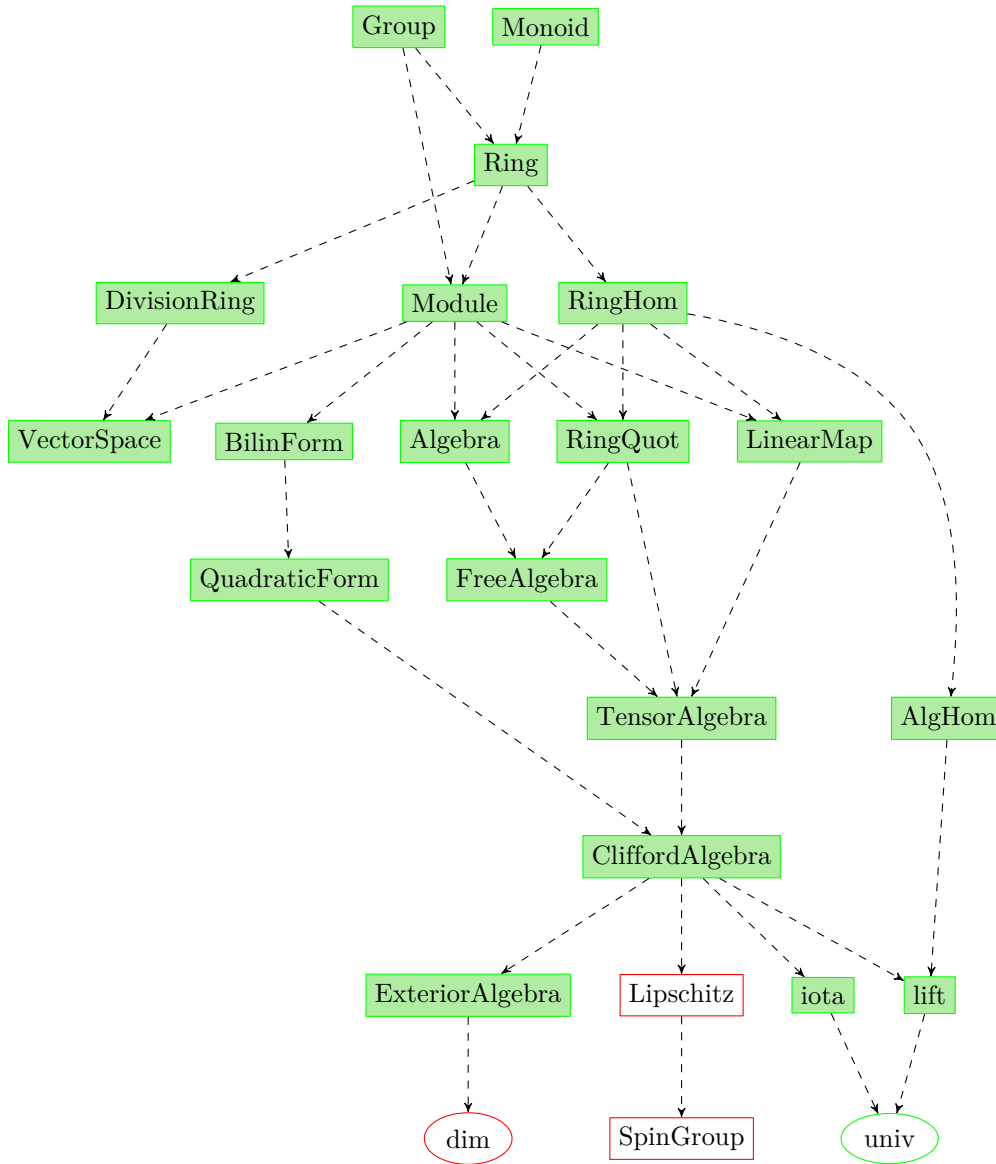 Group
Monoid
Ring
DivisionRing
Module
RingHom
VectorSpace
BilinForm
Algebra
RingQuot
LinearMap
QuadraticForm
FreeAlgebra
TensorAlgebra
AlgHom
CliffordAlgebra
ExteriorAlgebra
Lipschitz
iota
lift
dim
SpinGroup
univ